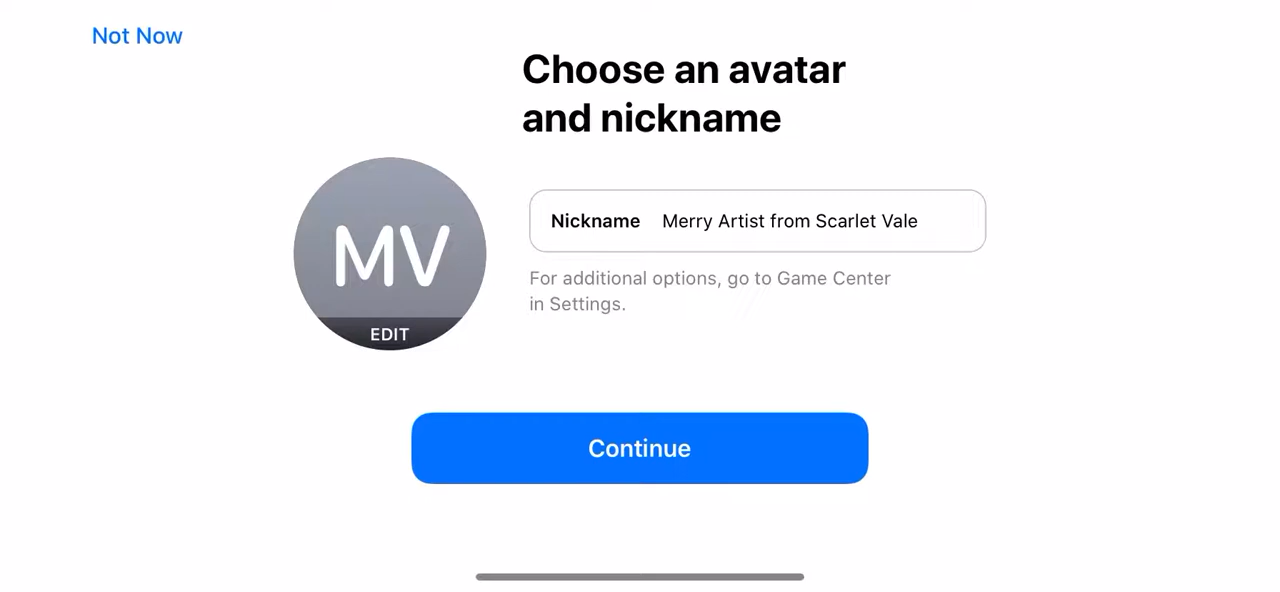 Not Now
Choose an avatar
and nickname
MV
EDIT
Nickname Merry Artist from Scarlet Vale
For additional options, go to Game Center
in Settings.
Continue